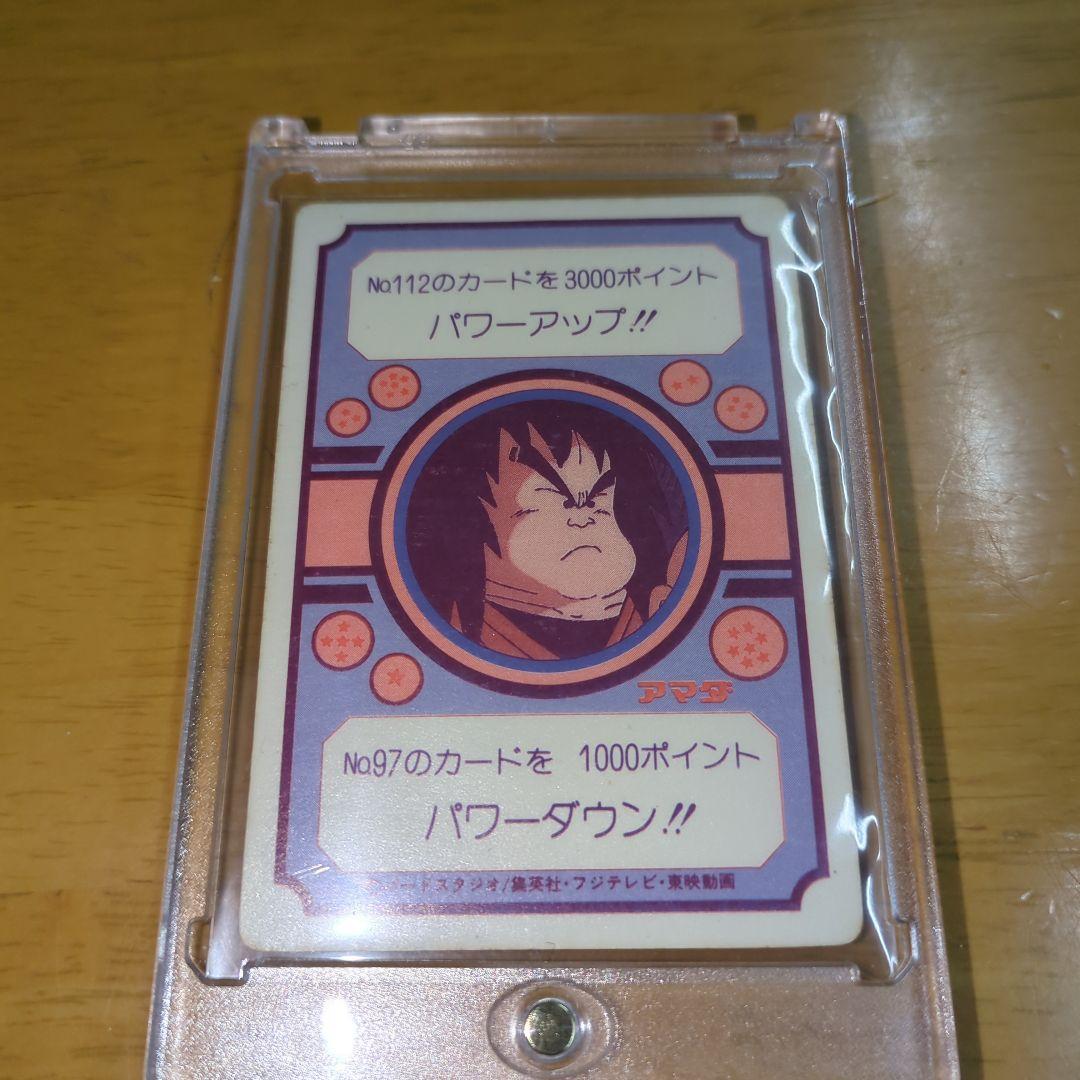 No.112のカードを3000ポイント
パワーアップ!!
アマダ
No.97のカードを 1000ポイント
パワーダウン!!
ードスタジオ/集英社・フジテレビ・東映動画